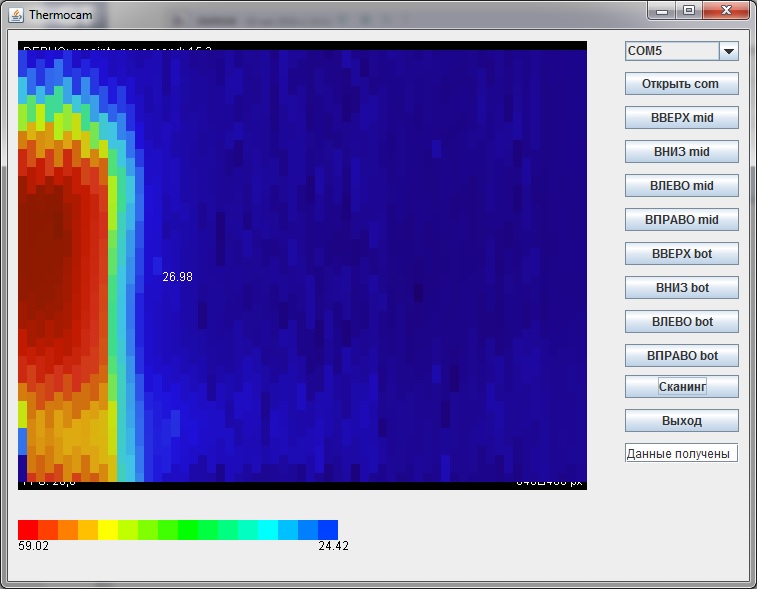 Thermocam
COM5
Открыть com
ВВЕРХ mid
ВНИЗ mid
ВЛЕВО mid
ВПРАВО mid
ВВЕРХ bot
26.98
ВНИЗ bot
ВЛЕВО bot
ВПРАВО bot
Сканинг
Выход
Данные получены
59.02 24.42